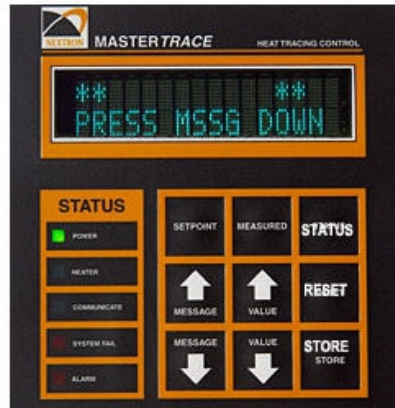 NEXTRON
MASTERTRACE HEAT TRACING CONTROL
** **
PRESS MSSG DOWN
STATUS
POWER
HEATER
COMMUNICATE
SYSTEM FAIL
ALARM
SETPOINT MEASURED STATUS
MESSAGE VALUE RESET
MESSAGE VALUE STORE
STORE